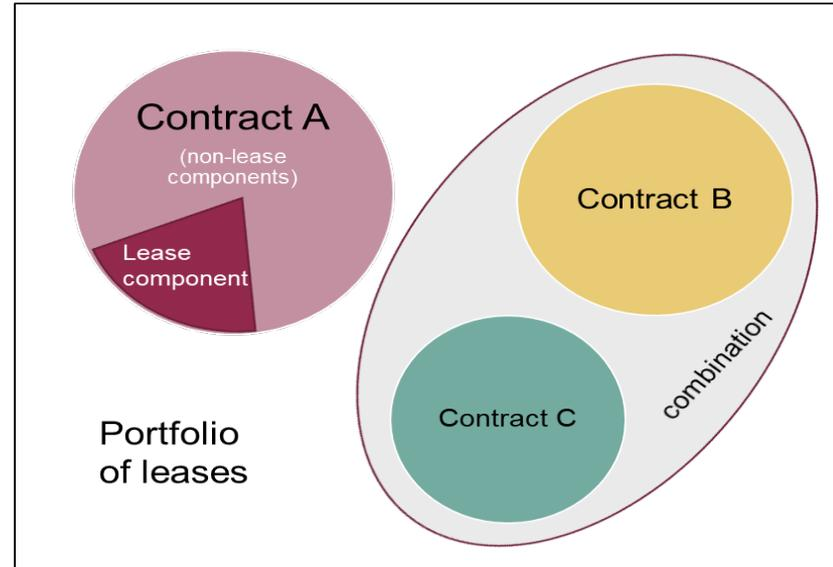 Contract A
(non-lease
components)
Lease
component
Contract B
Contract C
combination
Portfolio
of leases